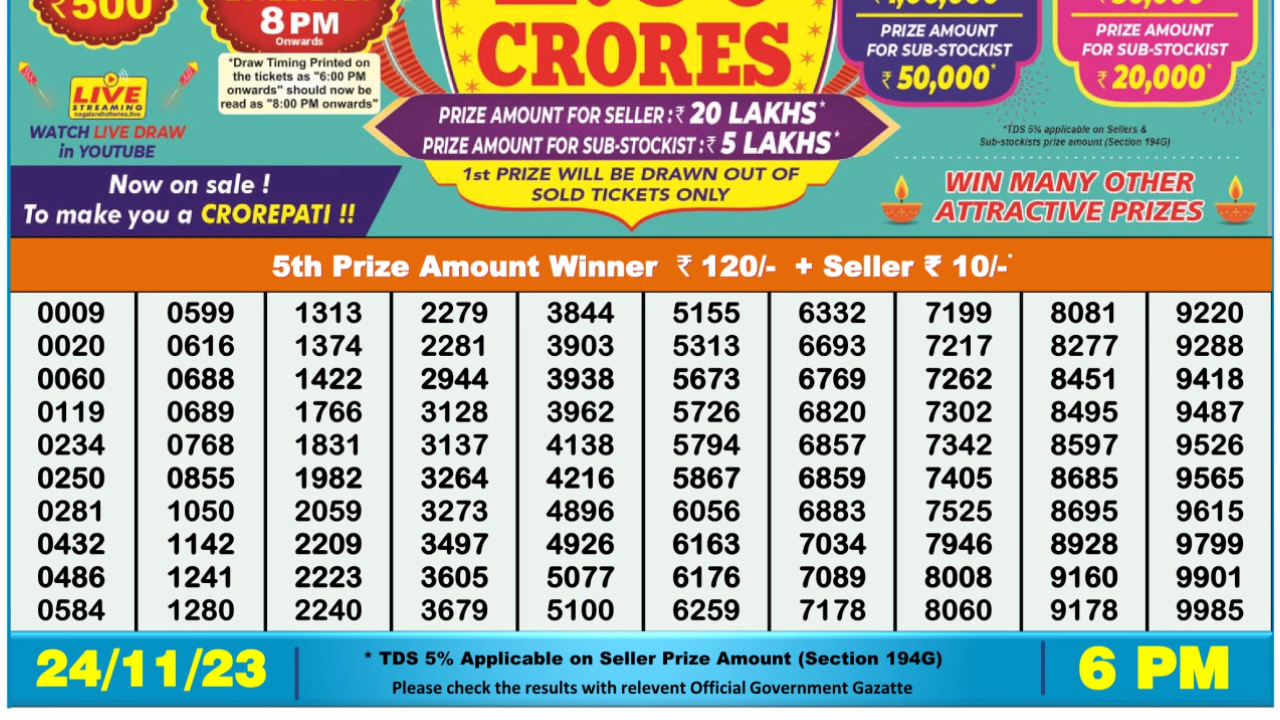 ₹500
8 PM
Onwards
*Draw Timing Printed on
the tickets as "6:00 PM
onwards" should now be
read as "8:00 PM onwards"
LIVE
STREAMING
nagalandlotteries.live
WATCH LIVE DRAW
in YOUTUBE
Now on sale !
To make you a CROREPATI !!
CRORES
PRIZE AMOUNT FOR SELLER :₹ 20 LAKHS*
PRIZE AMOUNT FOR SUB-STOCKIST :₹ 5 LAKHS*
1st PRIZE WILL BE DRAWN OUT OF
SOLD TICKETS ONLY
PRIZE AMOUNT
FOR SUB-STOCKIST
₹ 50,000*
PRIZE AMOUNT
FOR SUB-STOCKIST
₹ 20,000*
*TDS 5% applicable on Sellers &
Sub-stockists prize amount (Section 194G)
WIN MANY OTHER
ATTRACTIVE PRIZES
5th Prize Amount Winner ₹ 120/- + Seller ₹ 10/-*
0009 0599 1313 2279 3844 5155 6332 7199 8081 9220
0020 0616 1374 2281 3903 5313 6693 7217 8277 9288
0060 0688 1422 2944 3938 5673 6769 7262 8451 9418
0119 0689 1766 3128 3962 5726 6820 7302 8495 9487
0234 0768 1831 3137 4138 5794 6857 7342 8597 9526
0250 0855 1982 3264 4216 5867 6859 7405 8685 9565
0281 1050 2059 3273 4896 6056 6883 7525 8695 9615
0432 1142 2209 3497 4926 6163 7034 7946 8928 9799
0486 1241 2223 3605 5077 6176 7089 8008 9160 9901
0584 1280 2240 3679 5100 6259 7178 8060 9178 9985
24/11/23
* TDS 5% Applicable on Seller Prize Amount (Section 194G)
Please check the results with relevent Official Government Gazatte
6 PM